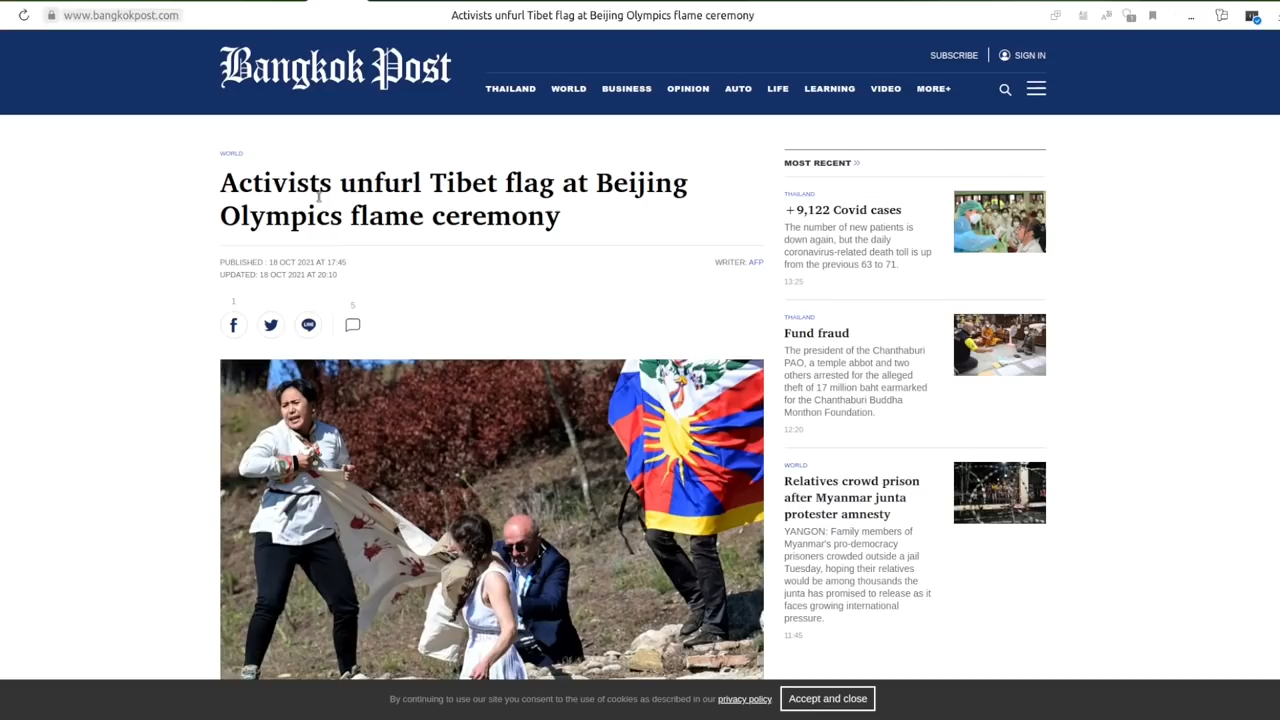 www.bangkokpost.com
Activists unfurl Tibet flag at Beijing Olympics flame ceremony
...
Bangkok Post
SUBSCRIBE
SIGN IN
THAILAND WORLD BUSINESS OPINION AUTO LIFE LEARNING VIDEO MORE+
WORLD
Activists unfurl Tibet flag at Beijing
Olympics flame ceremony
PUBLISHED : 18 OCT 2021 AT 17:45
UPDATED: 18 OCT 2021 AT 20:10
WRITER: AFP
1
5
LINE
MOST RECENT »
THAILAND
+9,122 Covid cases
The number of new patients is
down again, but the daily
coronavirus-related death toll is up
from the previous 63 to 71.
13:25
THAILAND
Fund fraud
The president of the Chanthaburi
PAO, a temple abbot and two
others arrested for the alleged
theft of 17 million baht earmarked
for the Chanthaburi Buddha
Monthon Foundation.
12:20
WORLD
Relatives crowd prison
after Myanmar junta
protester amnesty
YANGON: Family members of
Myanmar's pro-democracy
prisoners crowded outside a jail
Tuesday, hoping their relatives
would be among thousands the
junta has promised to release as it
faces growing international
pressure.
11:45
By continuing to use our site you consent to the use of cookies as described in our privacy policy.
Accept and close